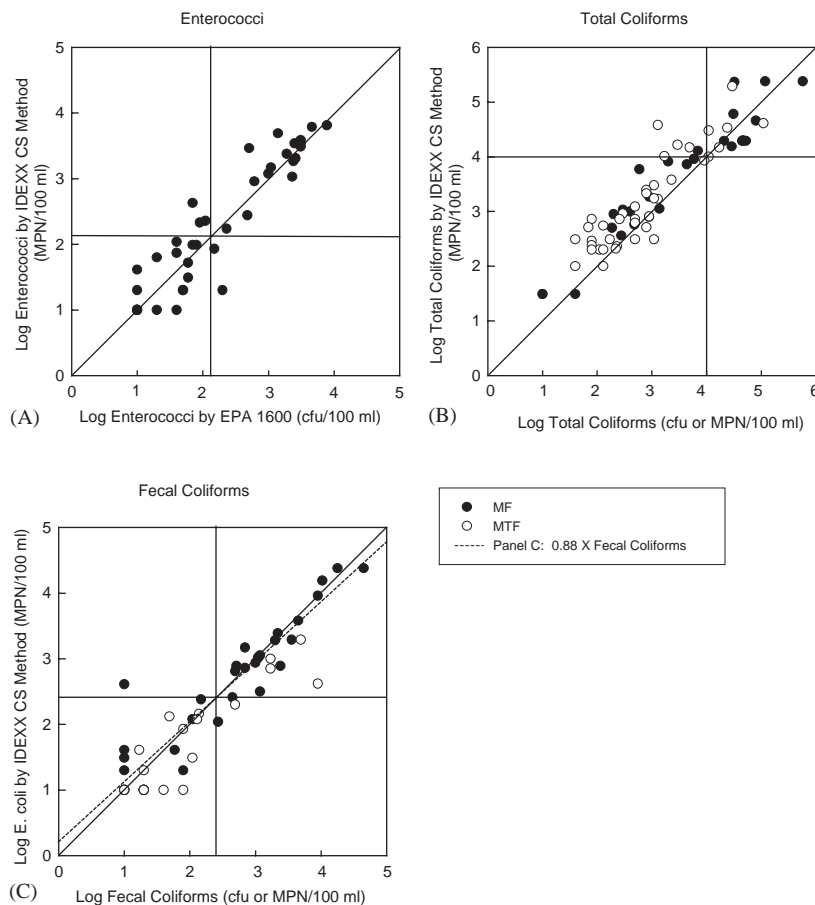 Enterococci
5
4
3
2
1
0
0 1 2 3 4 5
Log Enterococci by IDEXX CS Method
(MPN/100 ml)
Log Enterococci by EPA 1600 (cfu/100 ml)
(A)
Total Coliforms
6
5
4
3
2
1
0
0 1 2 3 4 5 6
Log Total Coliforms by IDEXX CS Method
(MPN/100 ml)
Log Total Coliforms (cfu or MPN/100 ml)
(B)
Fecal Coliforms
5
4
3
2
1
0
0 1 2 3 4 5
Log E. coli by IDEXX CS Method (MPN/100 ml)
Log Fecal Coliforms (cfu or MPN/100 ml)
(C)
MF
MTF
Panel C: 0.88 X Fecal Coliforms